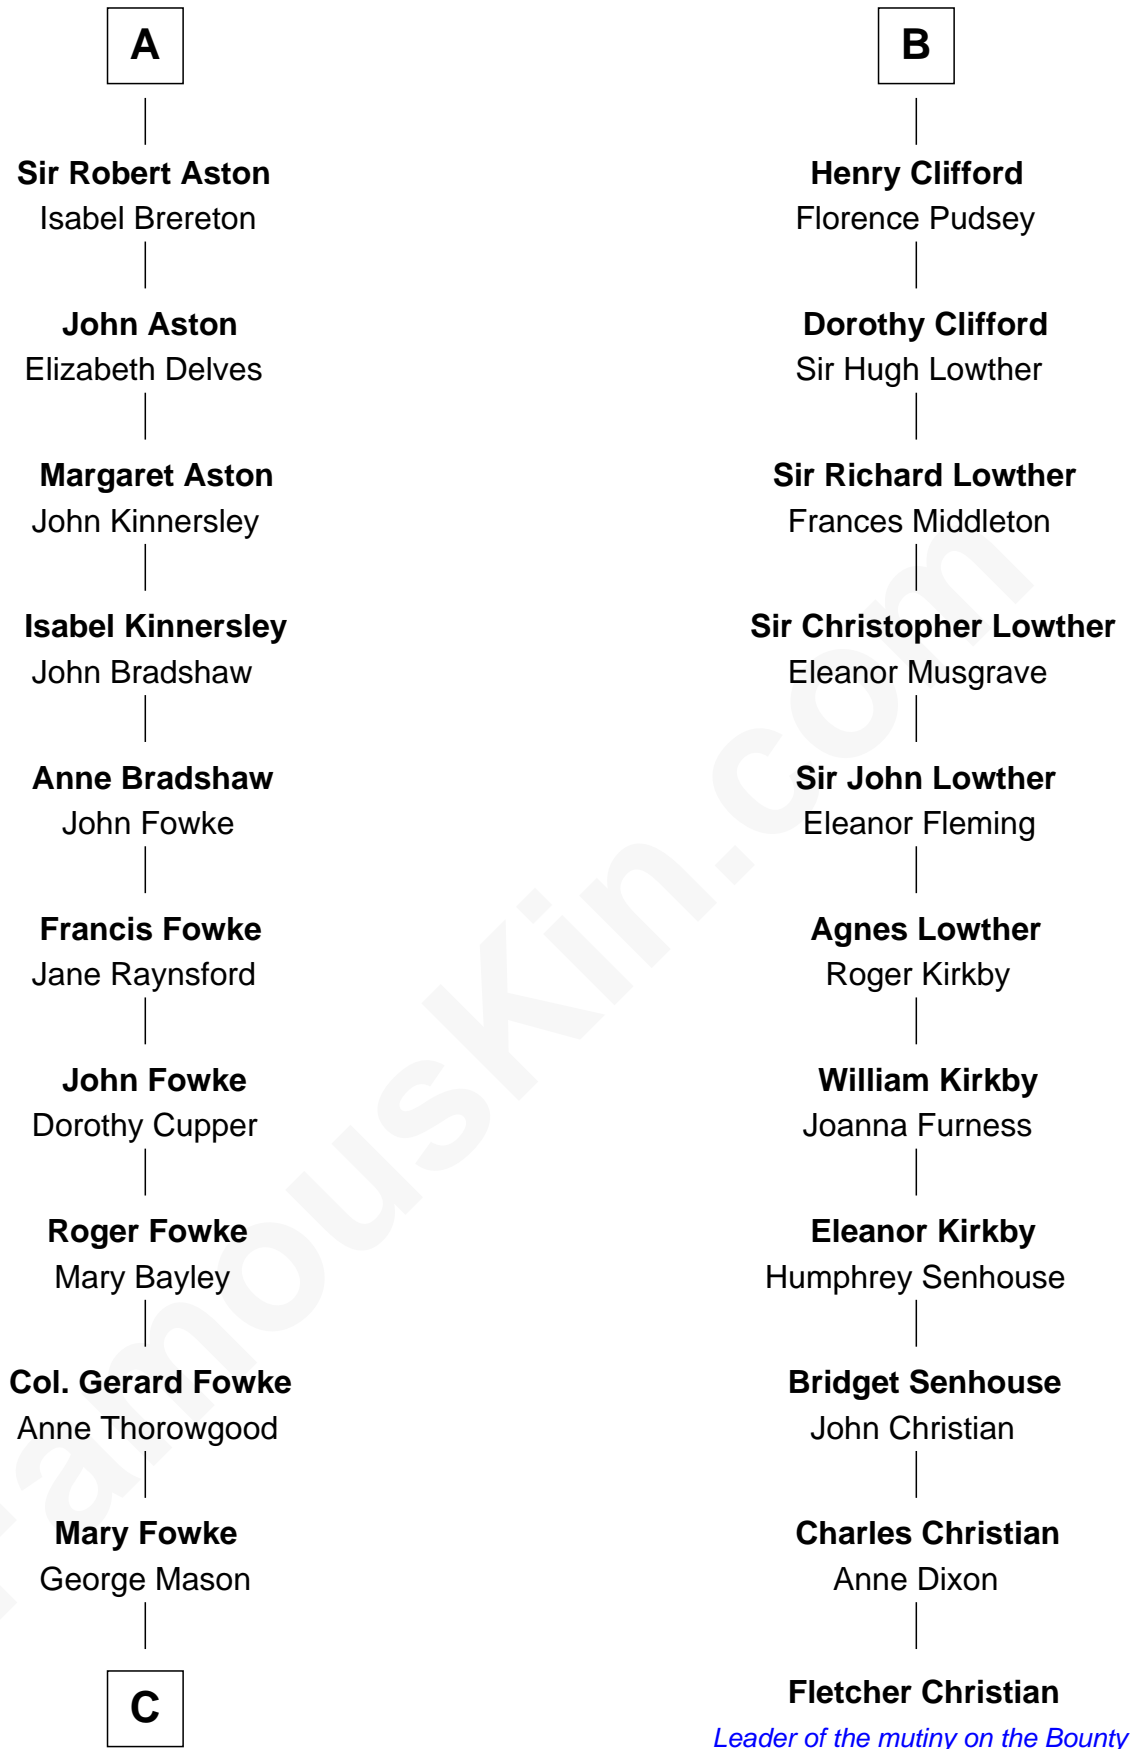 A
Sir Robert Aston
Isabel Brereton
John Aston
Elizabeth Delves
Margaret Aston
John Kinnersley
Isabel Kinnersley
John Bradshaw
Anne Bradshaw
John Fowke
Francis Fowke
Jane Raynsford
John Fowke
Dorothy Cupper
Roger Fowke
Mary Bayley
Col. Gerard Fowke
Anne Thorowgood
Mary Fowke
George Mason
C
B
Henry Clifford
Florence Pudsey
Dorothy Clifford
Sir Hugh Lowther
Sir Richard Lowther
Frances Middleton
Sir Christopher Lowther
Eleanor Musgrave
Sir John Lowther
Eleanor Fleming
Agnes Lowther
Roger Kirkby
William Kirkby
Joanna Furness
Eleanor Kirkby
Humphrey Senhouse
Bridget Senhouse
John Christian
Charles Christian
Anne Dixon
Fletcher Christian
Leader of the mutiny on the Bounty
FamousKin.com